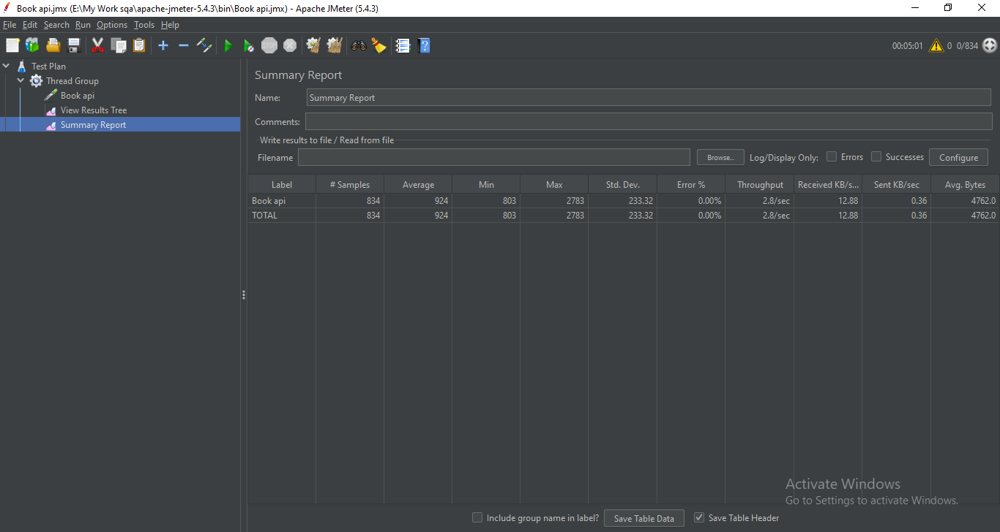 Book api.jmx (E:\My Work sqa\apache-jmeter-5.4.3\bin\Book api.jmx) - Apache JMeter (5.4.3)
File Edit Search Run Options Tools Help
STOP ? 00:05:01 0 0/834
Test Plan
Thread Group
Book api
View Results Tree
Summary Report
Summary Report
Name: Summary Report
Comments:
Write results to file / Read from file
Filename Browse... Log/Display Only: Errors Successes Configure
Label # Samples Average Min Max Std. Dev. Error % Throughput Received KB/s... Sent KB/sec Avg. Bytes
Book api 834 924 803 2783 233.32 0.00% 2.8/sec 12.88 0.36 4762.0
TOTAL 834 924 803 2783 233.32 0.00% 2.8/sec 12.88 0.36 4762.0
Activate Windows
Go to Settings to activate Windows.
Include group name in label? Save Table Data Save Table Header